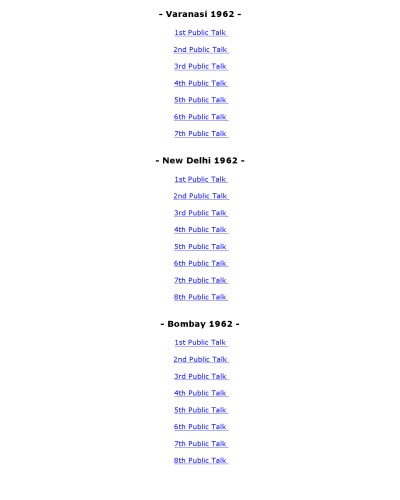 - Varanasi 1962 -
1st Public Talk
2nd Public Talk
3rd Public Talk
4th Public Talk
5th Public Talk
6th Public Talk
7th Public Talk
- New Delhi 1962 -
1st Public Talk
2nd Public Talk
3rd Public Talk
4th Public Talk
5th Public Talk
6th Public Talk
7th Public Talk
8th Public Talk
- Bombay 1962 -
1st Public Talk
2nd Public Talk
3rd Public Talk
4th Public Talk
5th Public Talk
6th Public Talk
7th Public Talk
8th Public Talk